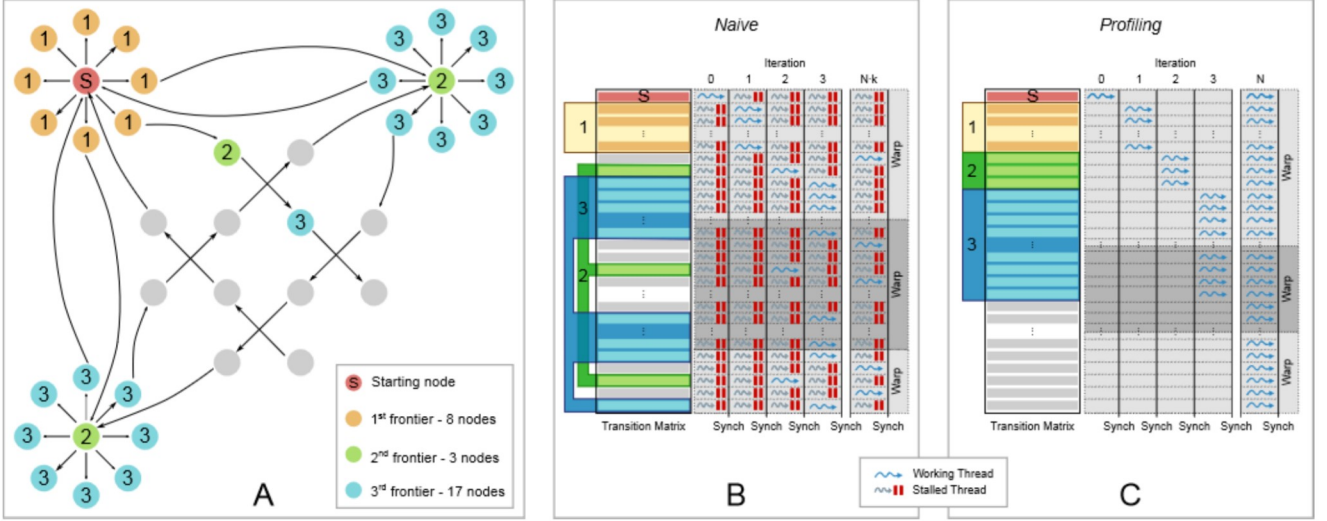 1
1
1
1
S
1
1
1
1
3
3
3
3
2
3
3
3
3
2
3
3
3
3
3
2
3
3
3
3
S Starting node
1st frontier - 8 nodes
2nd frontier - 3 nodes
3rd frontier - 17 nodes
A
Naive
Iteration
0 1 2 3 N-k
S
1
3
2
Warp
Warp
Warp
Transition Matrix Synch Synch Synch Synch Synch
B
Working Thread
Stalled Thread
Profiling
Iteration
0 1 2 3 N
S
1
2
3
Warp
Warp
Warp
Transition Matrix Synch Synch Synch Synch Synch
C